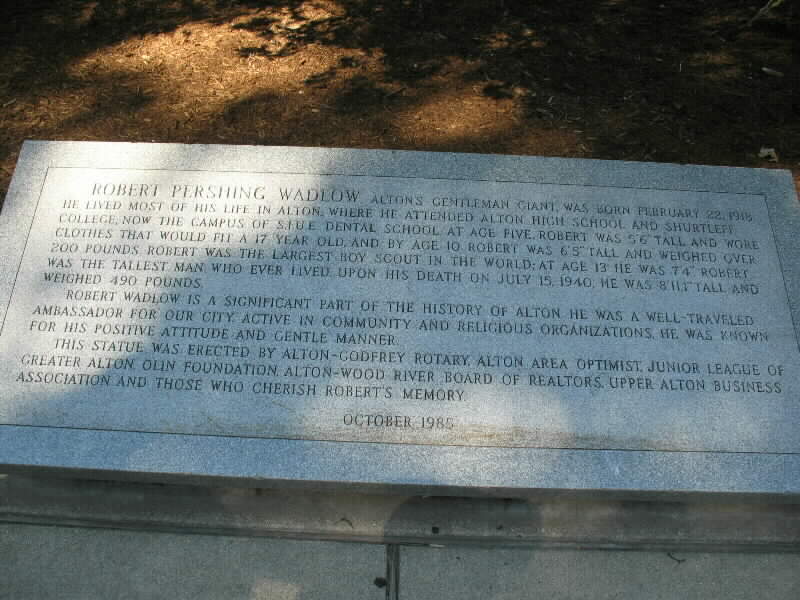 ROBERT PERSHING WADLOW, ALTON'S GENTLEMAN GIANT, WAS BORN FEBRUARY 22, 1918.
HE LIVED MOST OF HIS LIFE IN ALTON, WHERE HE ATTENDED ALTON HIGH SCHOOL AND SHURTLEFF
COLLEGE, NOW THE CAMPUS OF S.I.U.E. DENTAL SCHOOL. AT AGE FIVE, ROBERT WAS 5'6" TALL AND WORE
CLOTHES THAT WOULD FIT A 17 YEAR OLD, AND BY AGE 10, ROBERT WAS 6'5" TALL AND WEIGHED OVER
200 POUNDS. ROBERT WAS THE LARGEST BOY SCOUT IN THE WORLD; AT AGE 13 HE WAS 7'4". ROBERT
WAS THE TALLEST MAN WHO EVER LIVED. UPON HIS DEATH ON JULY 15, 1940, HE WAS 8'11.1" TALL AND
WEIGHED 490 POUNDS.
ROBERT WADLOW IS A SIGNIFICANT PART OF THE HISTORY OF ALTON. HE WAS A WELL-TRAVELED
AMBASSADOR FOR OUR CITY. ACTIVE IN COMMUNITY AND RELIGIOUS ORGANIZATIONS, HE WAS KNOWN
FOR HIS POSITIVE ATTITUDE AND GENTLE MANNER.
THIS STATUE WAS ERECTED BY ALTON-GODFREY ROTARY, ALTON AREA OPTIMIST, JUNIOR LEAGUE OF
GREATER ALTON, OLIN FOUNDATION, ALTON-WOOD RIVER BOARD OF REALTORS, UPPER ALTON BUSINESS
ASSOCIATION AND THOSE WHO CHERISH ROBERT'S MEMORY.
OCTOBER, 1985